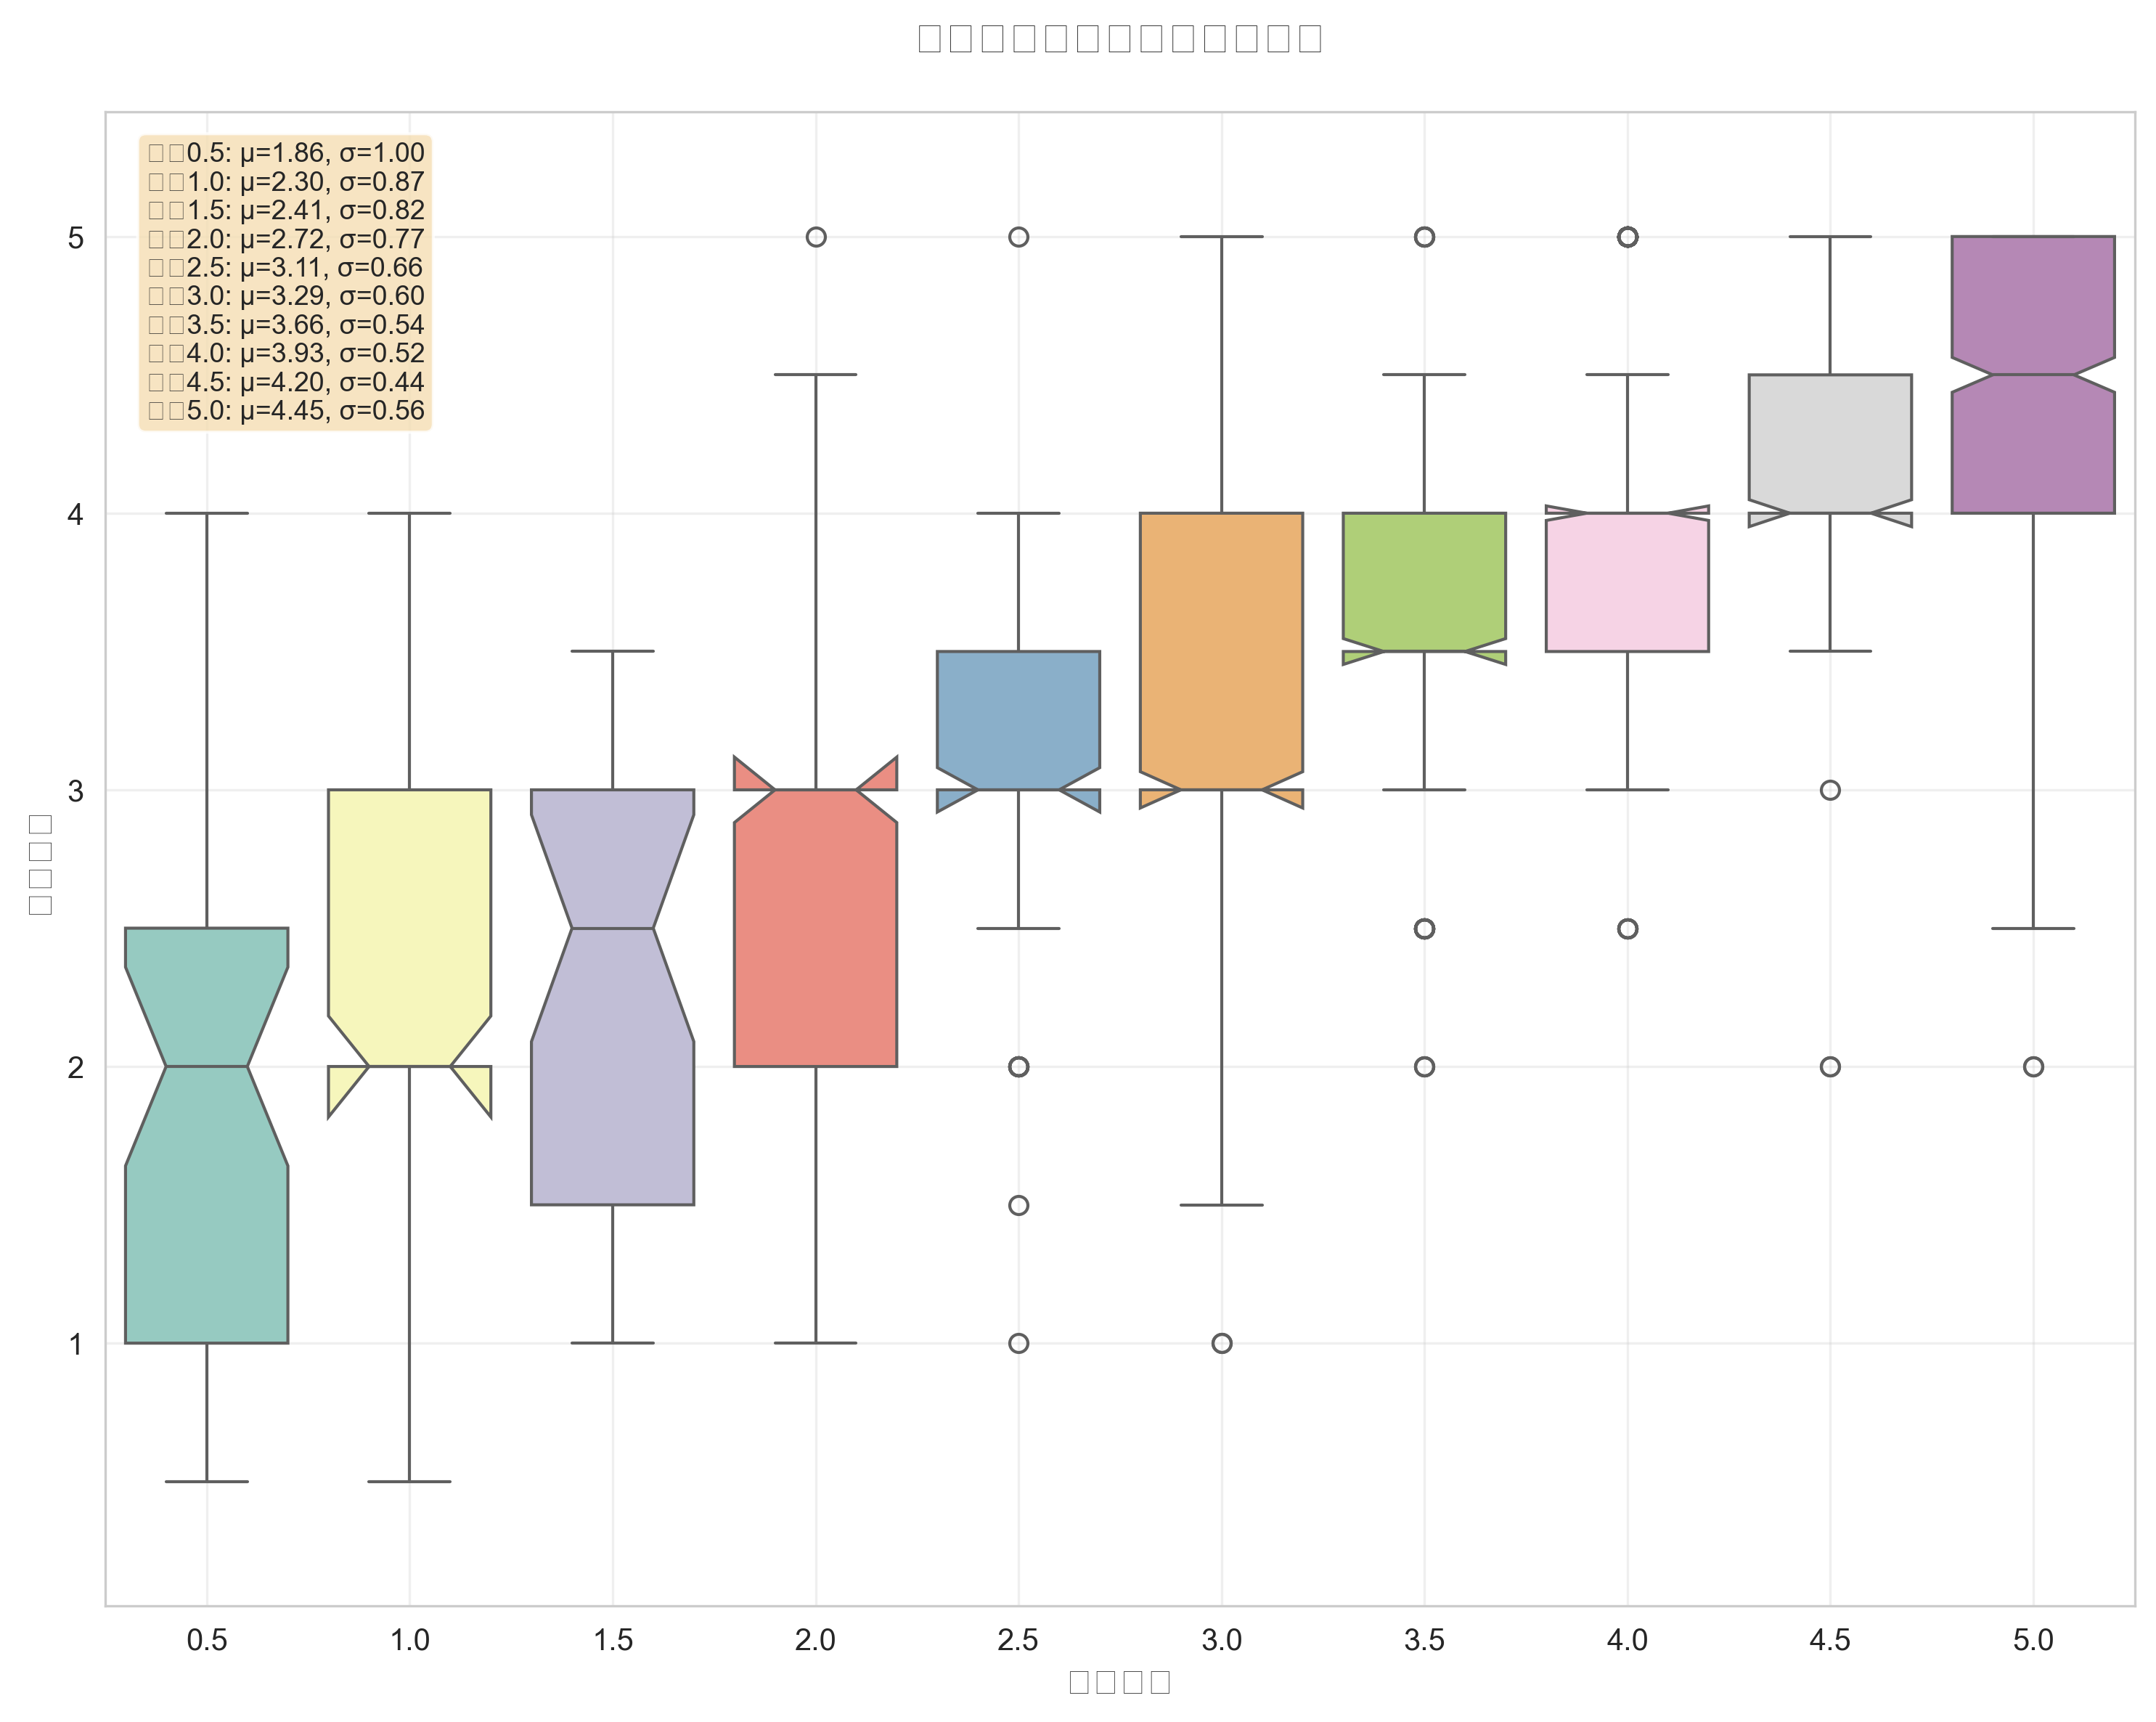 0.5: μ=1.86, σ=1.00
1.0: μ=2.30, σ=0.87
1.5: μ=2.41, σ=0.82
2.0: μ=2.72, σ=0.77
2.5: μ=3.11, σ=0.66
3.0: μ=3.29, σ=0.60
3.5: μ=3.66, σ=0.54
4.0: μ=3.93, σ=0.52
4.5: μ=4.20, σ=0.44
5.0: μ=4.45, σ=0.56
5
4
3
2
1
0.5 1.0 1.5 2.0 2.5 3.0 3.5 4.0 4.5 5.0